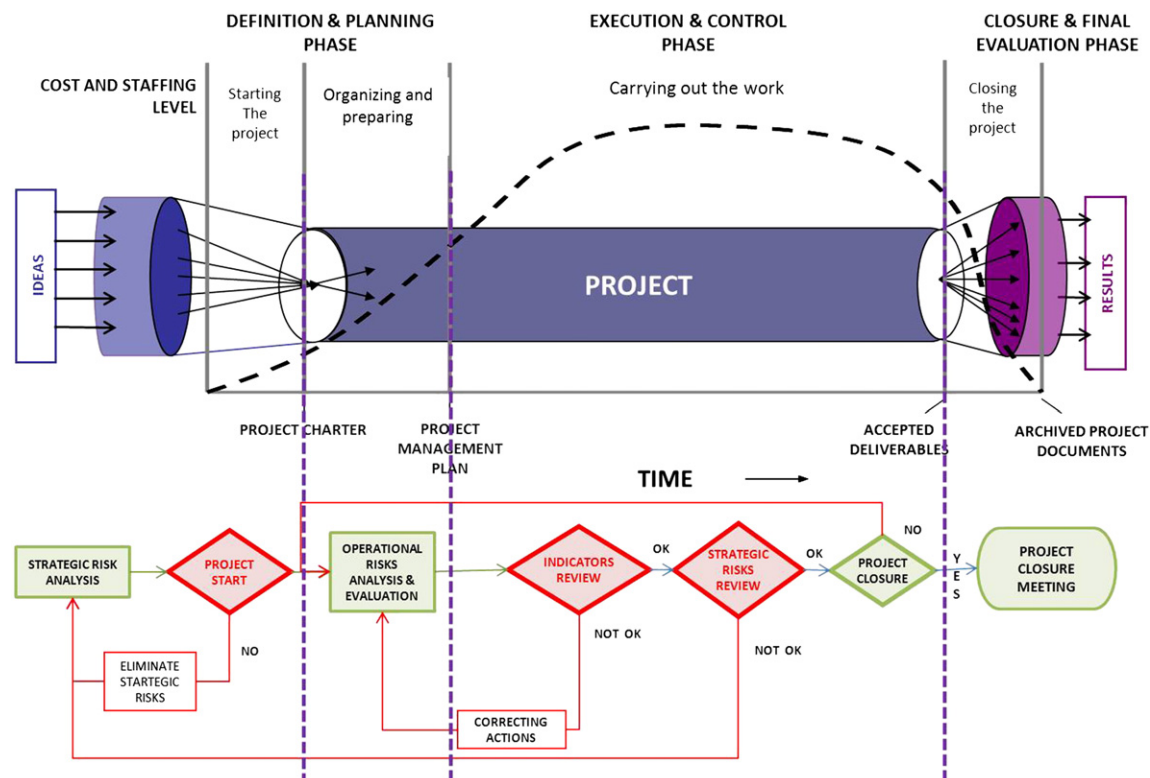 DEFINITION & PLANNING
PHASE
EXECUTION & CONTROL
PHASE
CLOSURE & FINAL
EVALUATION PHASE
COST AND STAFFING
LEVEL
Starting
The
project
Organizing and
preparing
Carrying out the work
Closing
the
project
IDEAS
PROJECT
RESULTS
PROJECT CHARTER
PROJECT
MANAGEMENT
PLAN
ACCEPTED
DELIVERABLES
ARCHIVED PROJECT
DOCUMENTS
TIME
STRATEGIC RISK
ANALYSIS
PROJECT
START
OPERATIONAL
RISKS
ANALYSIS &
EVALUATION
INDICATORS
REVIEW
OK
STRATEGIC
RISKS
REVIEW
OK
PROJECT
CLOSURE
NO
YES
PROJECT
CLOSURE
MEETING
NO
NOT OK
NOT OK
ELIMINATE
STARTEGIC
RISKS
CORRECTING
ACTIONS